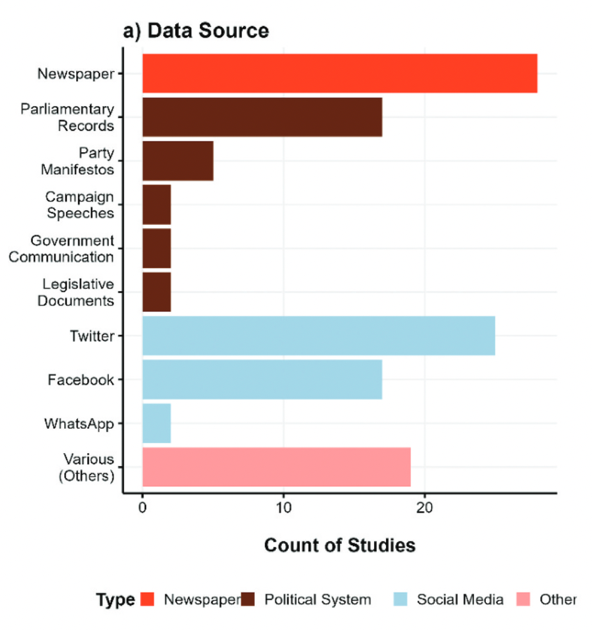 a) Data Source
Newspaper
Parliamentary
Records
Party
Manifestos
Campaign
Speeches
Government
Communication
Legislative
Documents
Twitter
Facebook
WhatsApp
Various
(Others)
0 10 20
Count of Studies
Type Newspaper Political System Social Media Other